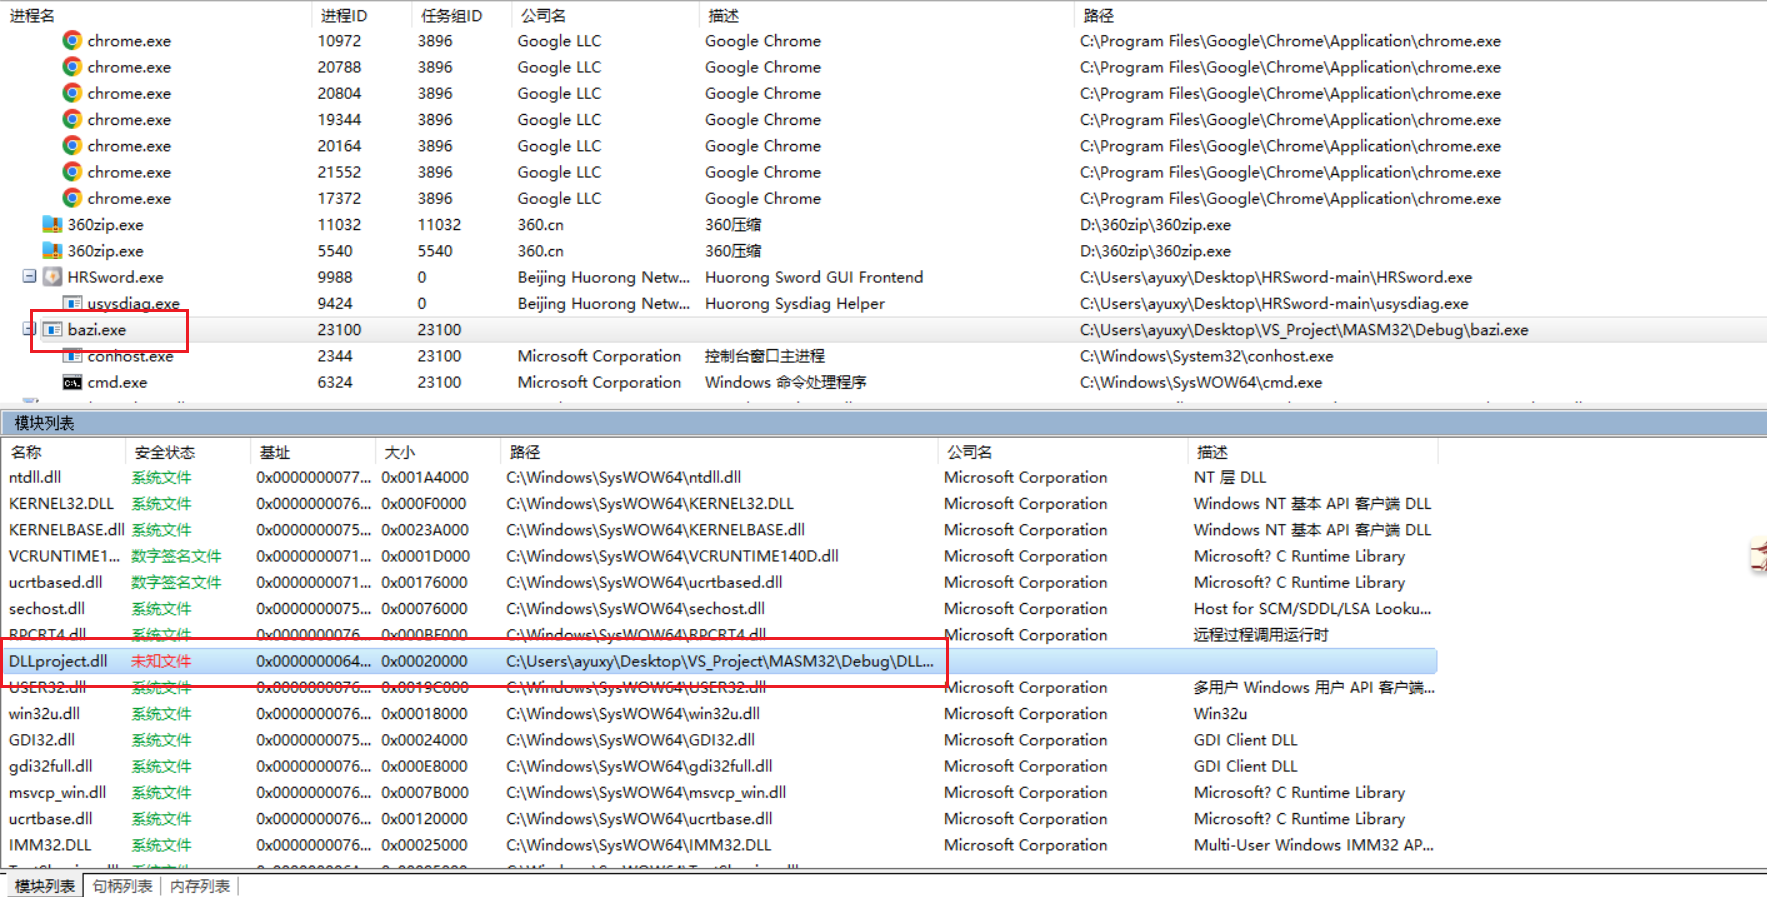 进程名 进程ID 任务组ID 公司名 描述 路径
chrome.exe 10972 3896 Google LLC Google Chrome C:\Program Files\Google\Chrome\Application\chrome.exe
chrome.exe 20788 3896 Google LLC Google Chrome C:\Program Files\Google\Chrome\Application\chrome.exe
chrome.exe 20804 3896 Google LLC Google Chrome C:\Program Files\Google\Chrome\Application\chrome.exe
chrome.exe 19344 3896 Google LLC Google Chrome C:\Program Files\Google\Chrome\Application\chrome.exe
chrome.exe 20164 3896 Google LLC Google Chrome C:\Program Files\Google\Chrome\Application\chrome.exe
chrome.exe 21552 3896 Google LLC Google Chrome C:\Program Files\Google\Chrome\Application\chrome.exe
chrome.exe 17372 3896 Google LLC Google Chrome C:\Program Files\Google\Chrome\Application\chrome.exe
360zip.exe 11032 11032 360.cn 360压缩 D:\360zip\360zip.exe
360zip.exe 5540 5540 360.cn 360压缩 D:\360zip\360zip.exe
HRSword.exe 9988 0 Beijing Huorong Netw... Huorong Sword GUI Frontend C:\Users\ayuxy\Desktop\HRSword-main\HRSword.exe
usysdiag.exe 9424 0 Beijing Huorong Netw... Huorong Sysdiag Helper C:\Users\ayuxy\Desktop\HRSword-main\usysdiag.exe
bazi.exe 23100 23100 C:\Users\ayuxy\Desktop\VS_Project\MASM32\Debug\bazi.exe
conhost.exe 2344 23100 Microsoft Corporation 控制台窗口主进程 C:\Windows\System32\conhost.exe
cmd.exe 6324 23100 Microsoft Corporation Windows 命令处理程序 C:\Windows\SysWOW64\cmd.exe
模块列表
名称 安全状态 基址 大小 路径 公司名 描述
ntdll.dll 系统文件 0x0000000077... 0x001A4000 C:\Windows\SysWOW64\ntdll.dll Microsoft Corporation NT 层 DLL
KERNEL32.DLL 系统文件 0x0000000076... 0x000F0000 C:\Windows\SysWOW64\KERNEL32.DLL Microsoft Corporation Windows NT 基本 API 客户端 DLL
KERNELBASE.dll 系统文件 0x0000000075... 0x0023A000 C:\Windows\SysWOW64\KERNELBASE.dll Microsoft Corporation Windows NT 基本 API 客户端 DLL
VCRUNTIME1... 数字签名文件 0x0000000071... 0x0001D000 C:\Windows\SysWOW64\VCRUNTIME140D.dll Microsoft Corporation Microsoft? C Runtime Library
ucrtbased.dll 数字签名文件 0x0000000071... 0x00176000 C:\Windows\SysWOW64\ucrtbased.dll Microsoft Corporation Microsoft? C Runtime Library
sechost.dll 系统文件 0x0000000075... 0x00076000 C:\Windows\SysWOW64\sechost.dll Microsoft Corporation Host for SCM/SDDL/LSA Looku...
RPCRT4.dll 系统文件 0x0000000076... 0x000BF000 C:\Windows\SysWOW64\RPCRT4.dll Microsoft Corporation 远程过程调用运行时
DLLproject.dll 未知文件 0x0000000064... 0x00020000 C:\Users\ayuxy\Desktop\VS_Project\MASM32\Debug\DLL...
USER32.dll 系统文件 0x0000000076... 0x0019C000 C:\Windows\SysWOW64\USER32.dll Microsoft Corporation 多用户 Windows 用户 API 客户端...
win32u.dll 系统文件 0x0000000076... 0x00018000 C:\Windows\SysWOW64\win32u.dll Microsoft Corporation Win32u
GDI32.dll 系统文件 0x0000000075... 0x00024000 C:\Windows\SysWOW64\GDI32.dll Microsoft Corporation GDI Client DLL
gdi32full.dll 系统文件 0x0000000076... 0x000E8000 C:\Windows\SysWOW64\gdi32full.dll Microsoft Corporation GDI Client DLL
msvcp_win.dll 系统文件 0x0000000076... 0x0007B000 C:\Windows\SysWOW64\msvcp_win.dll Microsoft Corporation Microsoft? C Runtime Library
ucrtbase.dll 系统文件 0x0000000076... 0x00120000 C:\Windows\SysWOW64\ucrtbase.dll Microsoft Corporation Microsoft? C Runtime Library
IMM32.DLL 系统文件 0x0000000076... 0x00025000 C:\Windows\SysWOW64\IMM32.DLL Microsoft Corporation Multi-User Windows IMM32 AP...
模块列表 句柄列表 内存列表